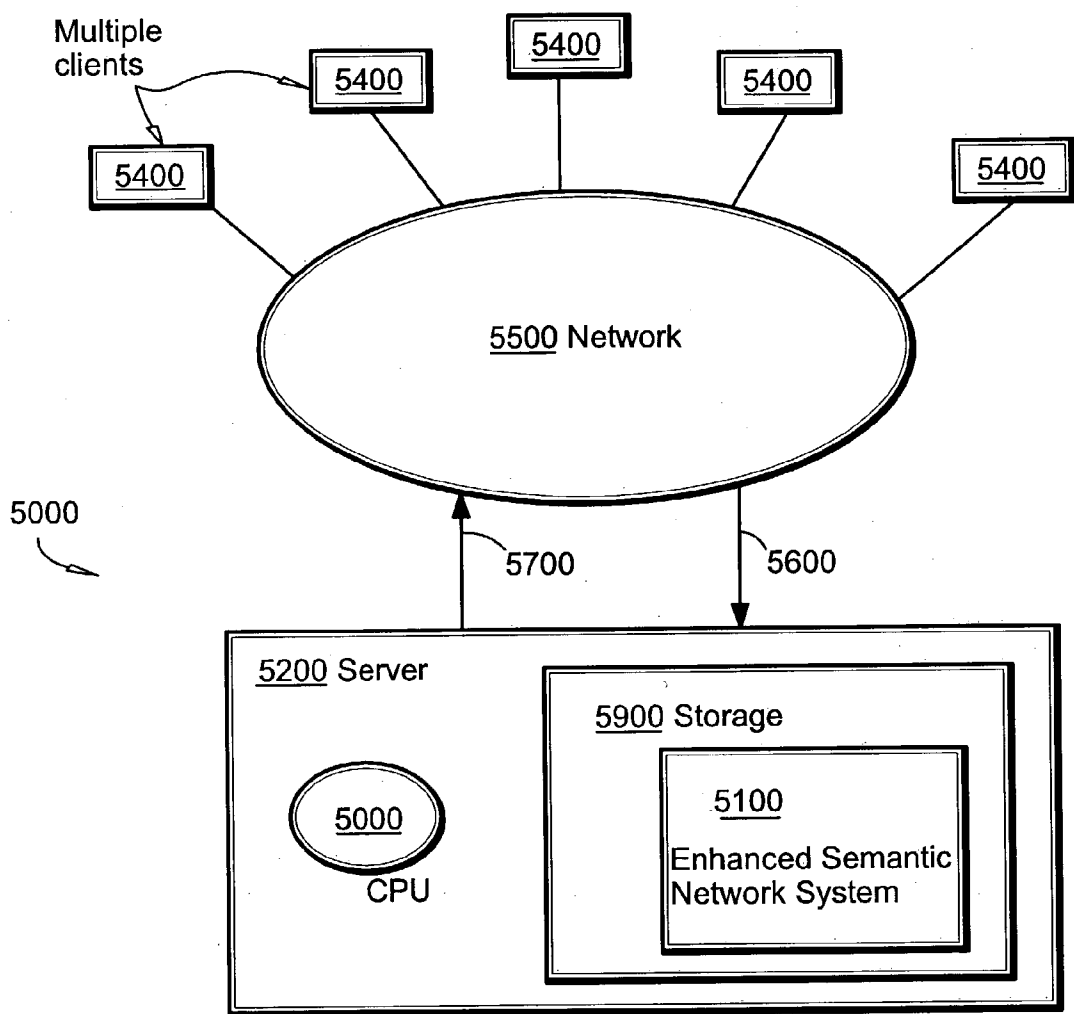 Multiple
clients
5400
5400
5400
5400
5400
5500 Network
5000
5700
5600
5200 Server
5900 Storage
5000
CPU
5100
Enhanced Semantic
Network System